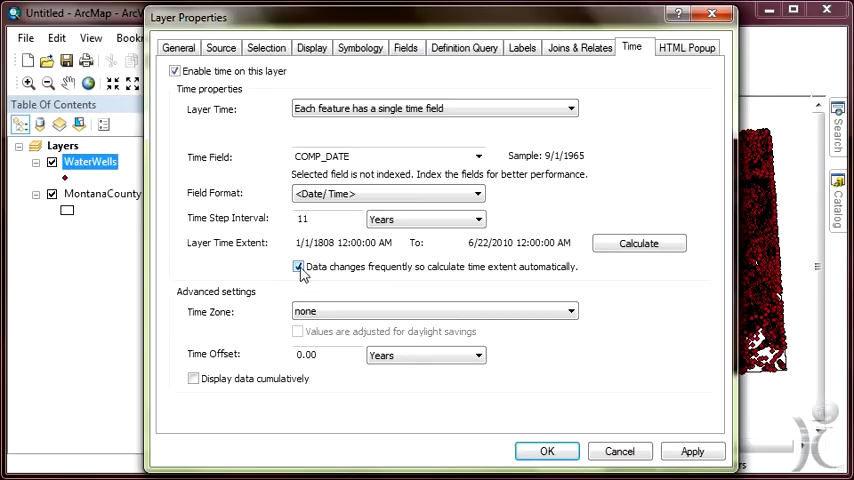 Untitled - ArcMap - ArcV
Layer Properties
File Edit View Bookm
General Source Selection Display Symbology Fields Definition Query Labels Joins & Relates Time HTML Popup
Enable time on this layer
Time properties
Table Of Contents
Layer Time: Each feature has a single time field
Search
Layers
WaterWells
Time Field: COMP_DATE Sample: 9/1/1965
Selected field is not indexed. Index the fields for better performance.
MontanaCounty
Field Format: <Date/Time>
Catalog
Time Step Interval: 11 Years
Layer Time Extent: 1/1/1808 12:00:00 AM To: 6/22/2010 12:00:00 AM Calculate
Data changes frequently so calculate time extent automatically.
Advanced settings
Time Zone: none
Values are adjusted for daylight savings
Time Offset: 0.00 Years
Display data cumulatively
OK Cancel Apply